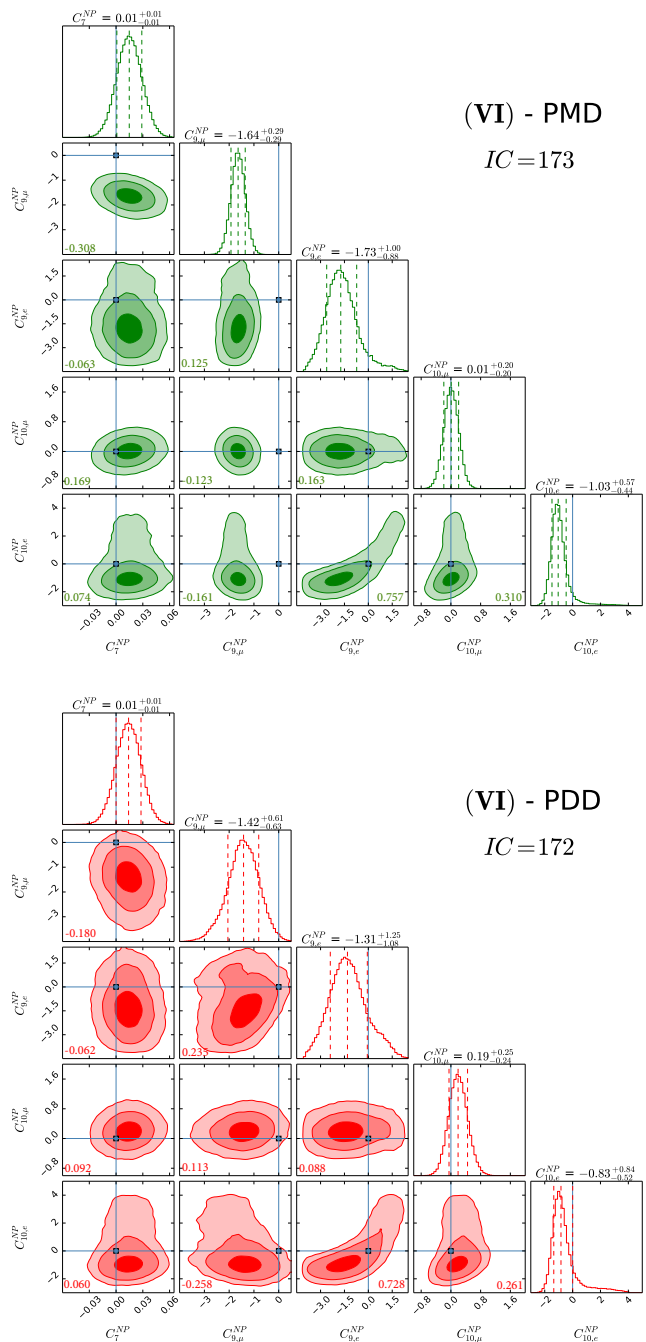 C_7^{NP} = 0.01^{+0.01}_{-0.01}
(VI) - PMD
IC = 173
C_{9,μ}^{NP} = −1.64^{+0.29}_{-0.29}
C_{9,μ}^{NP}
0
−1
−2
−3
-0.308
C_{9,e}^{NP} = −1.73^{+1.00}_{-0.88}
C_{9,e}^{NP}
1.5
0.0
−1.5
−3.0
-0.063
0.125
C_{10,μ}^{NP} = 0.01^{+0.20}_{-0.20}
C_{10,μ}^{NP}
1.6
0.8
0.0
−0.8
0.169
-0.123
-0.163
C_{10,e}^{NP} = −1.03^{+0.57}_{-0.44}
C_{10,e}^{NP}
4
2
0
−2
0.074
-0.161
0.757
0.310
−0.03 0.00 0.03 0.06
−3 −2 −1 0
−3.0 −1.5 0.0 1.5
−0.8 0.0 0.8 1.6
−2 0 2 4
C_7^{NP} C_{9,μ}^{NP} C_{9,e}^{NP} C_{10,μ}^{NP} C_{10,e}^{NP}
C_7^{NP} = 0.01^{+0.01}_{-0.01}
(VI) - PDD
IC = 172
C_{9,μ}^{NP} = −1.42^{+0.61}_{-0.63}
C_{9,μ}^{NP}
0
−1
−2
−3
-0.180
C_{9,e}^{NP} = −1.31^{+1.25}_{-1.08}
C_{9,e}^{NP}
1.5
0.0
−1.5
−3.0
-0.062
0.235
C_{10,μ}^{NP} = 0.19^{+0.25}_{-0.24}
C_{10,μ}^{NP}
1.6
0.8
0.0
−0.8
0.092
-0.113
-0.088
C_{10,e}^{NP} = −0.83^{+0.84}_{-0.52}
C_{10,e}^{NP}
4
2
0
−2
0.060
-0.258
0.728
0.261
−0.03 0.00 0.03 0.06
−3 −2 −1 0
−3.0 −1.5 0.0 1.5
−0.8 0.0 0.8 1.6
−2 0 2 4
C_7^{NP} C_{9,μ}^{NP} C_{9,e}^{NP} C_{10,μ}^{NP} C_{10,e}^{NP}